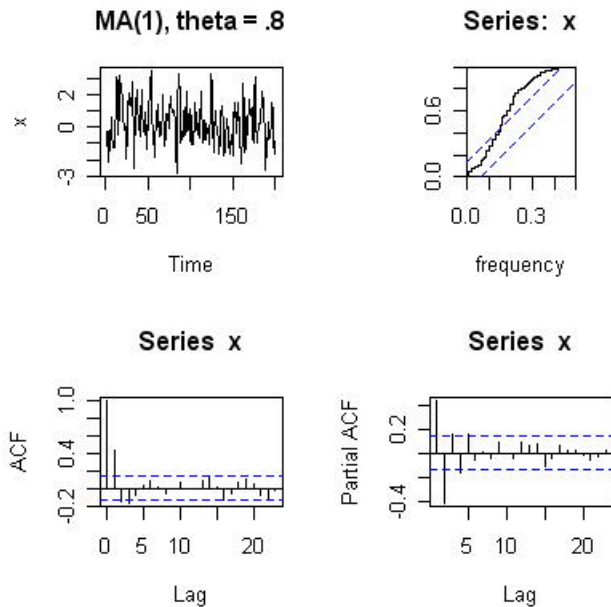 MA(1), theta = .8
x
2
0
-3
0 50 150
Time
Series: x
0.6
0.0
0.0 0.3
frequency
Series x
ACF
1.0
0.4
-0.2
0 5 10 20
Lag
Series x
Partial ACF
0.2
-0.4
5 10 20
Lag